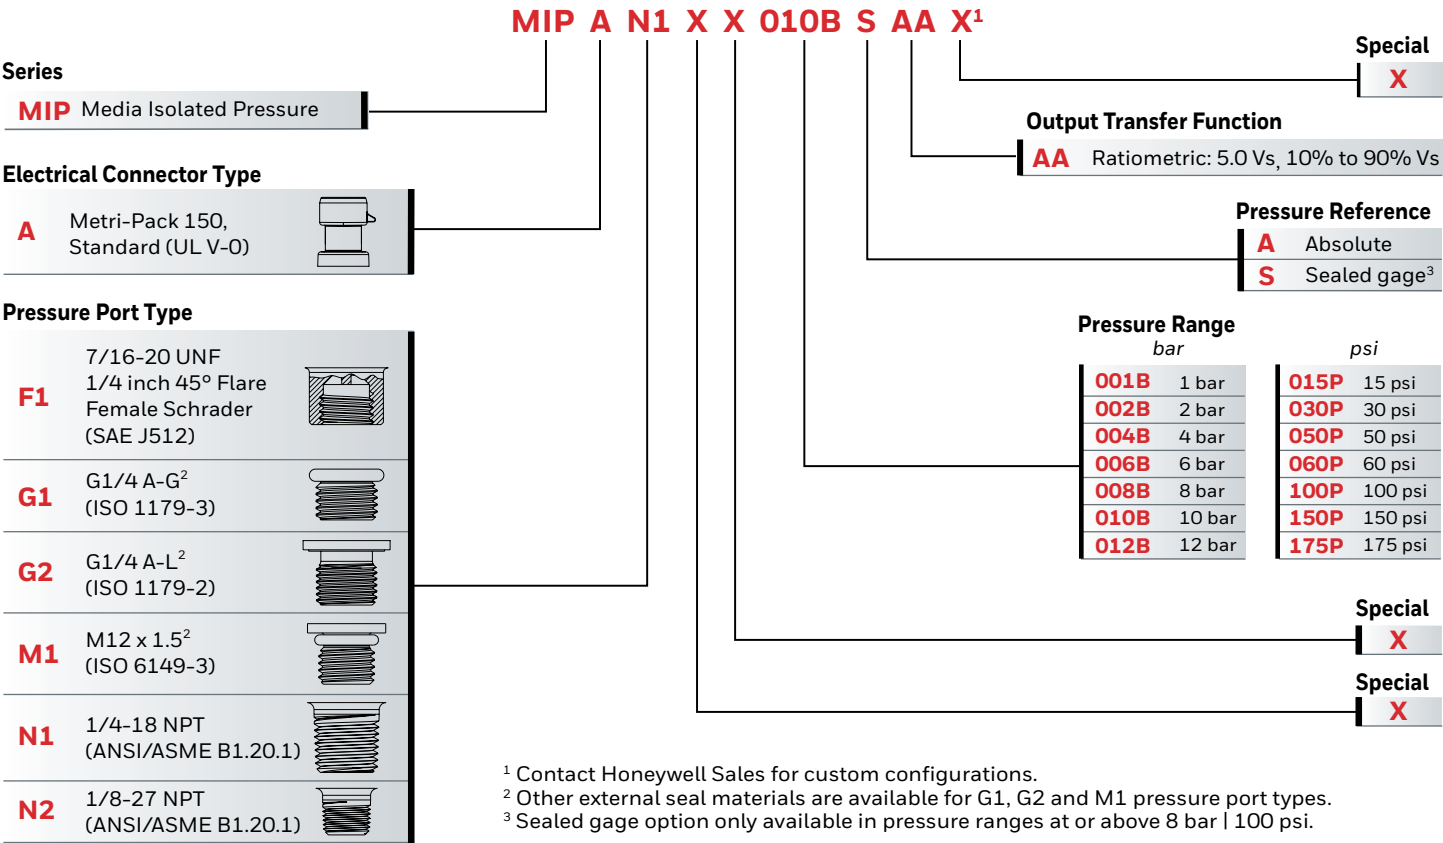 MIP A N1 X X 010B S AA X¹
Series
MIP Media Isolated Pressure
Electrical Connector Type
A
Metri-Pack 150,
Standard (UL V-0)
Pressure Port Type
F1
7/16-20 UNF
1/4 inch 45° Flare
Female Schrader
(SAE J512)
G1
G1/4 A-G²
(ISO 1179-3)
G2
G1/4 A-L²
(ISO 1179-2)
M1
M12 x 1.5²
(ISO 6149-3)
N1
1/4-18 NPT
(ANSI/ASME B1.20.1)
N2
1/8-27 NPT
(ANSI/ASME B1.20.1)
Special
X
Output Transfer Function
AA Ratiometric: 5.0 Vs, 10% to 90% Vs
Pressure Reference
A Absolute
S Sealed gage³
Pressure Range
bar
001B 1 bar
002B 2 bar
004B 4 bar
006B 6 bar
008B 8 bar
010B 10 bar
012B 12 bar
psi
015P 15 psi
030P 30 psi
050P 50 psi
060P 60 psi
100P 100 psi
150P 150 psi
175P 175 psi
Special
X
Special
X
¹ Contact Honeywell Sales for custom configurations.
² Other external seal materials are available for G1, G2 and M1 pressure port types.
³ Sealed gage option only available in pressure ranges at or above 8 bar | 100 psi.